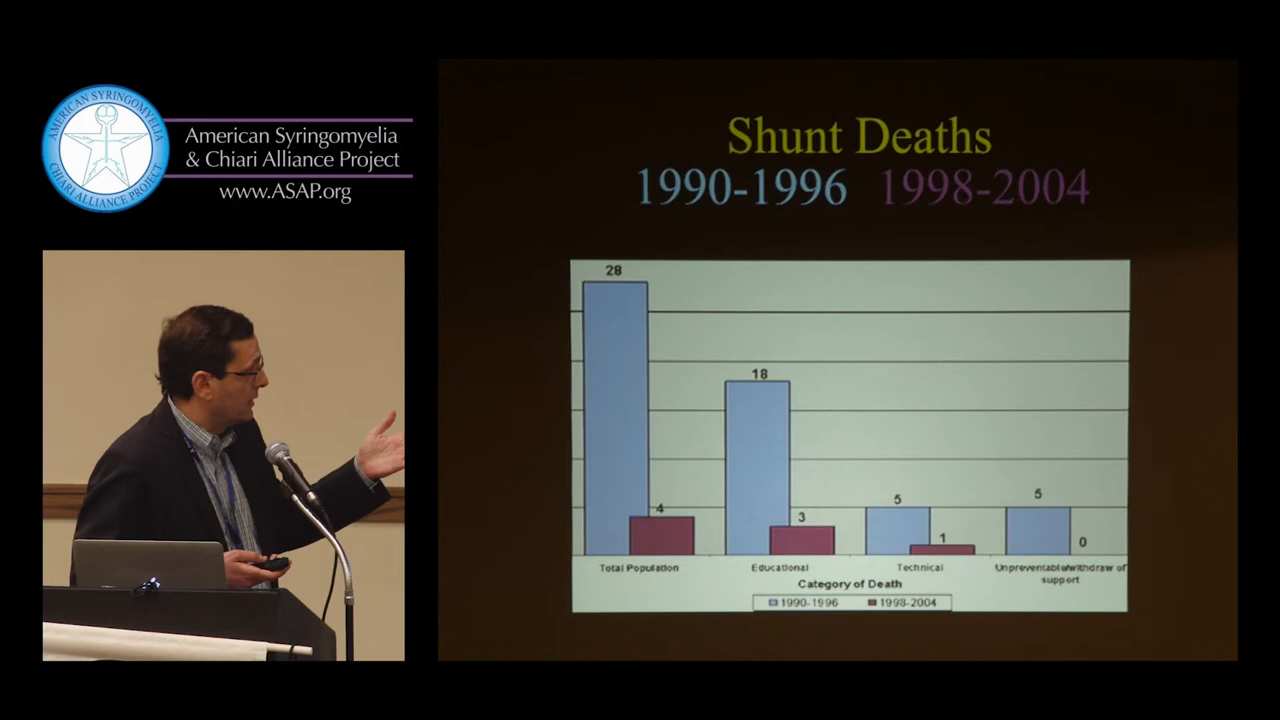 AMERICAN SYRINGOMYELIA
CHIARI ALLIANCE PROJECT
American Syringomyelia
& Chiari Alliance Project
www.ASAP.org
Shunt Deaths
1990-1996 1998-2004
28
18
5
5
4
3
1
0
Total Population
Educational
Technical
Unpreventable/withdraw of
support
Category of Death
1990-1996
1998-2004